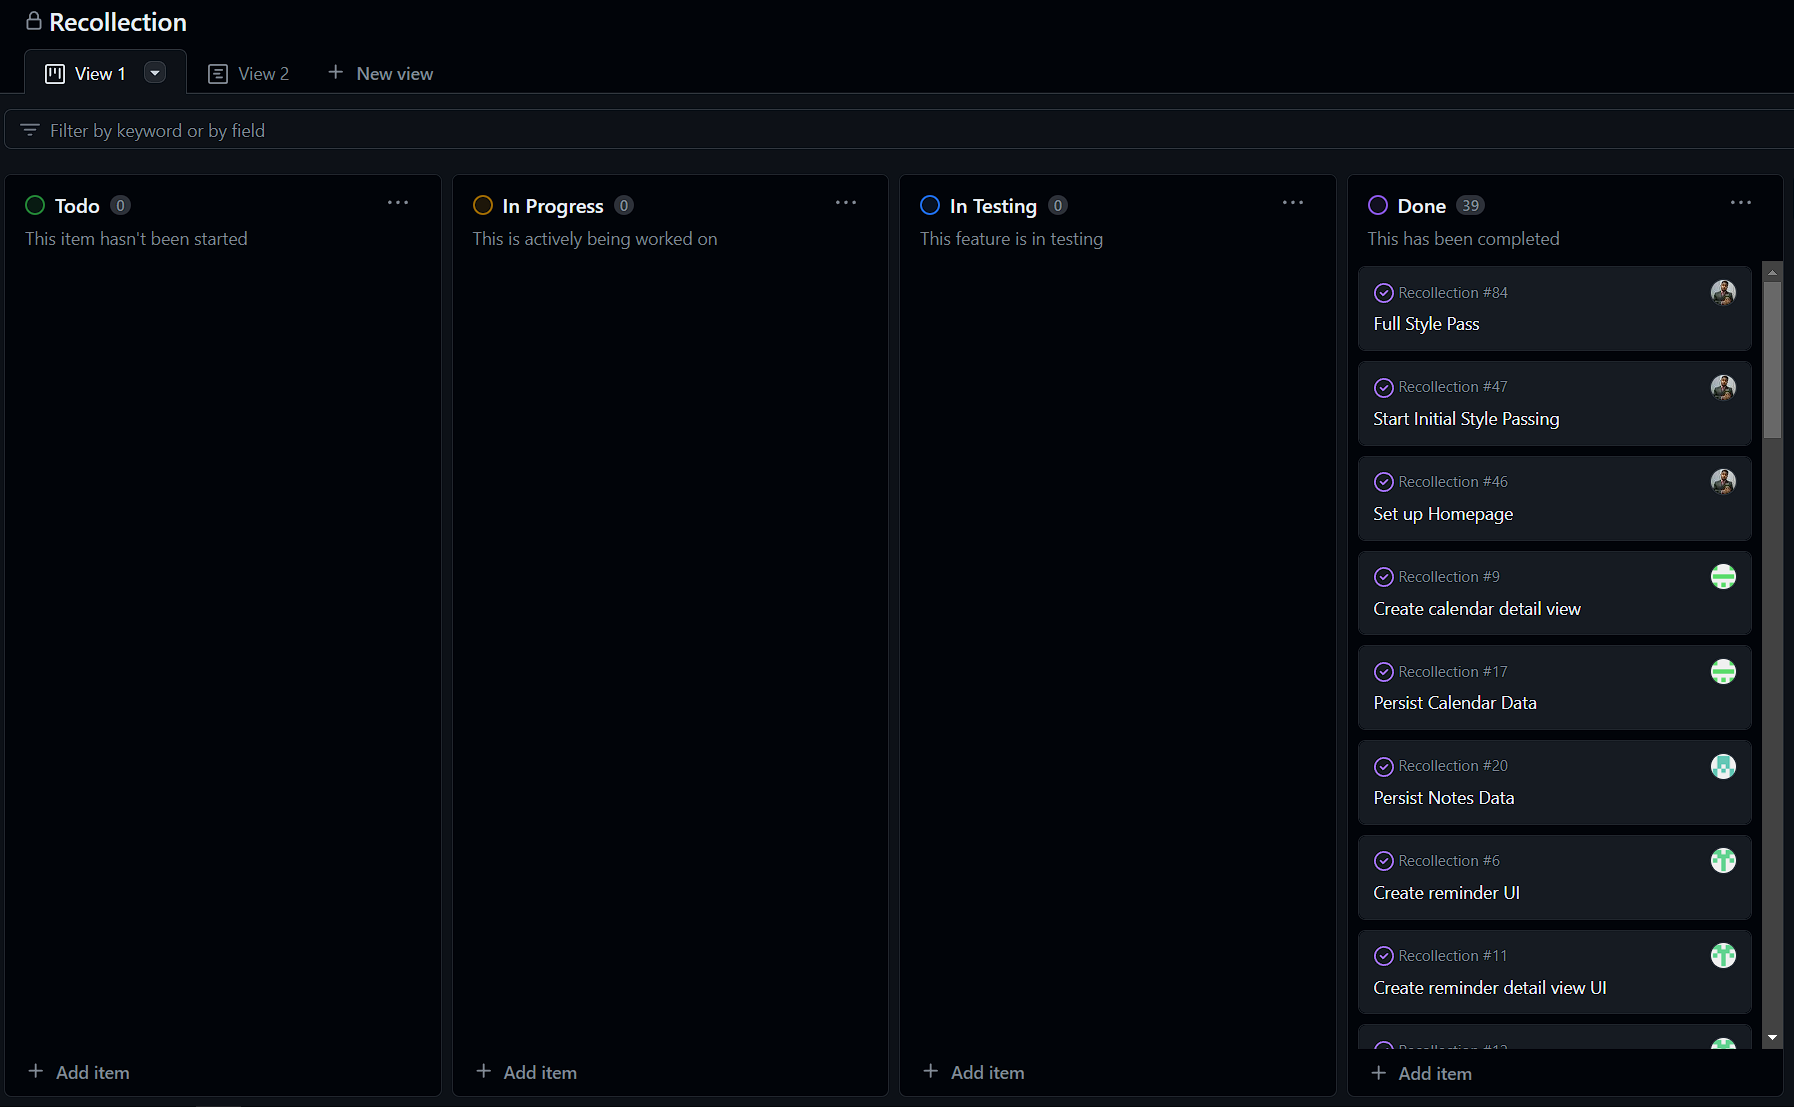 Recollection
View 1
View 2
New view
Filter by keyword or by field
Todo 0
This item hasn't been started
Add item
In Progress 0
This is actively being worked on
Add item
In Testing 0
This feature is in testing
Add item
Done 39
This has been completed
Recollection #84
Full Style Pass
Recollection #47
Start Initial Style Passing
Recollection #46
Set up Homepage
Recollection #9
Create calendar detail view
Recollection #17
Persist Calendar Data
Recollection #20
Persist Notes Data
Recollection #6
Create reminder UI
Recollection #11
Create reminder detail view UI
Recollection
Add item